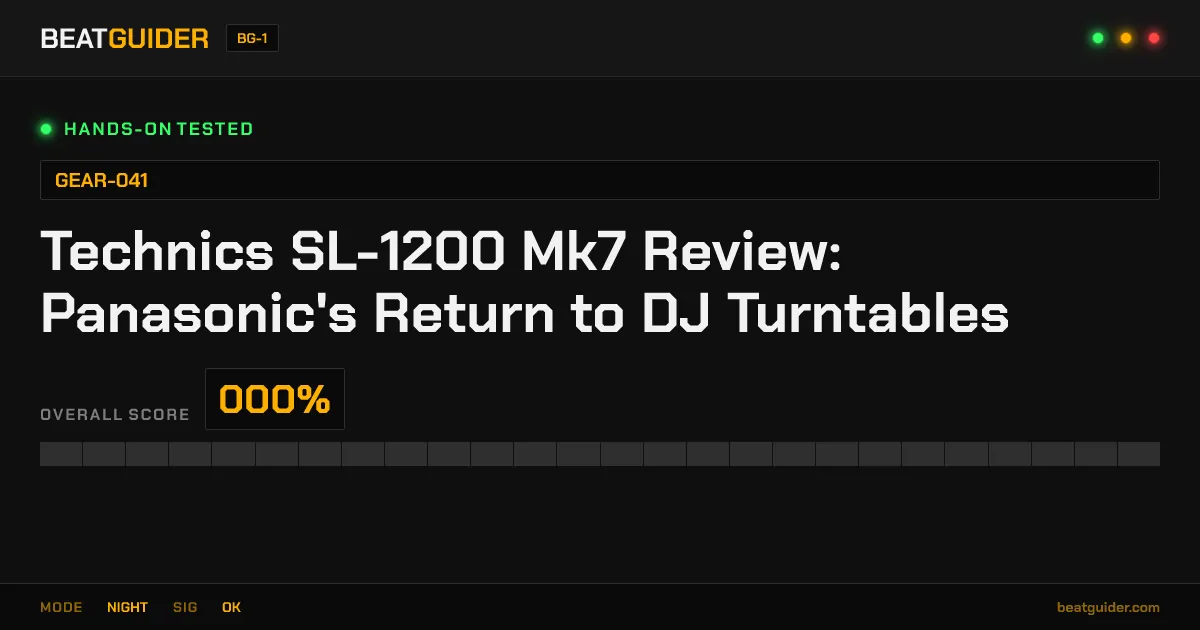 BEATGUIDER BG-1
HANDS-ON TESTED
GEAR-041
Technics SL-1200 Mk7 Review:
Panasonic's Return to DJ Turntables
OVERALL SCORE 000%
MODE NIGHT SIG OK beatguider.com